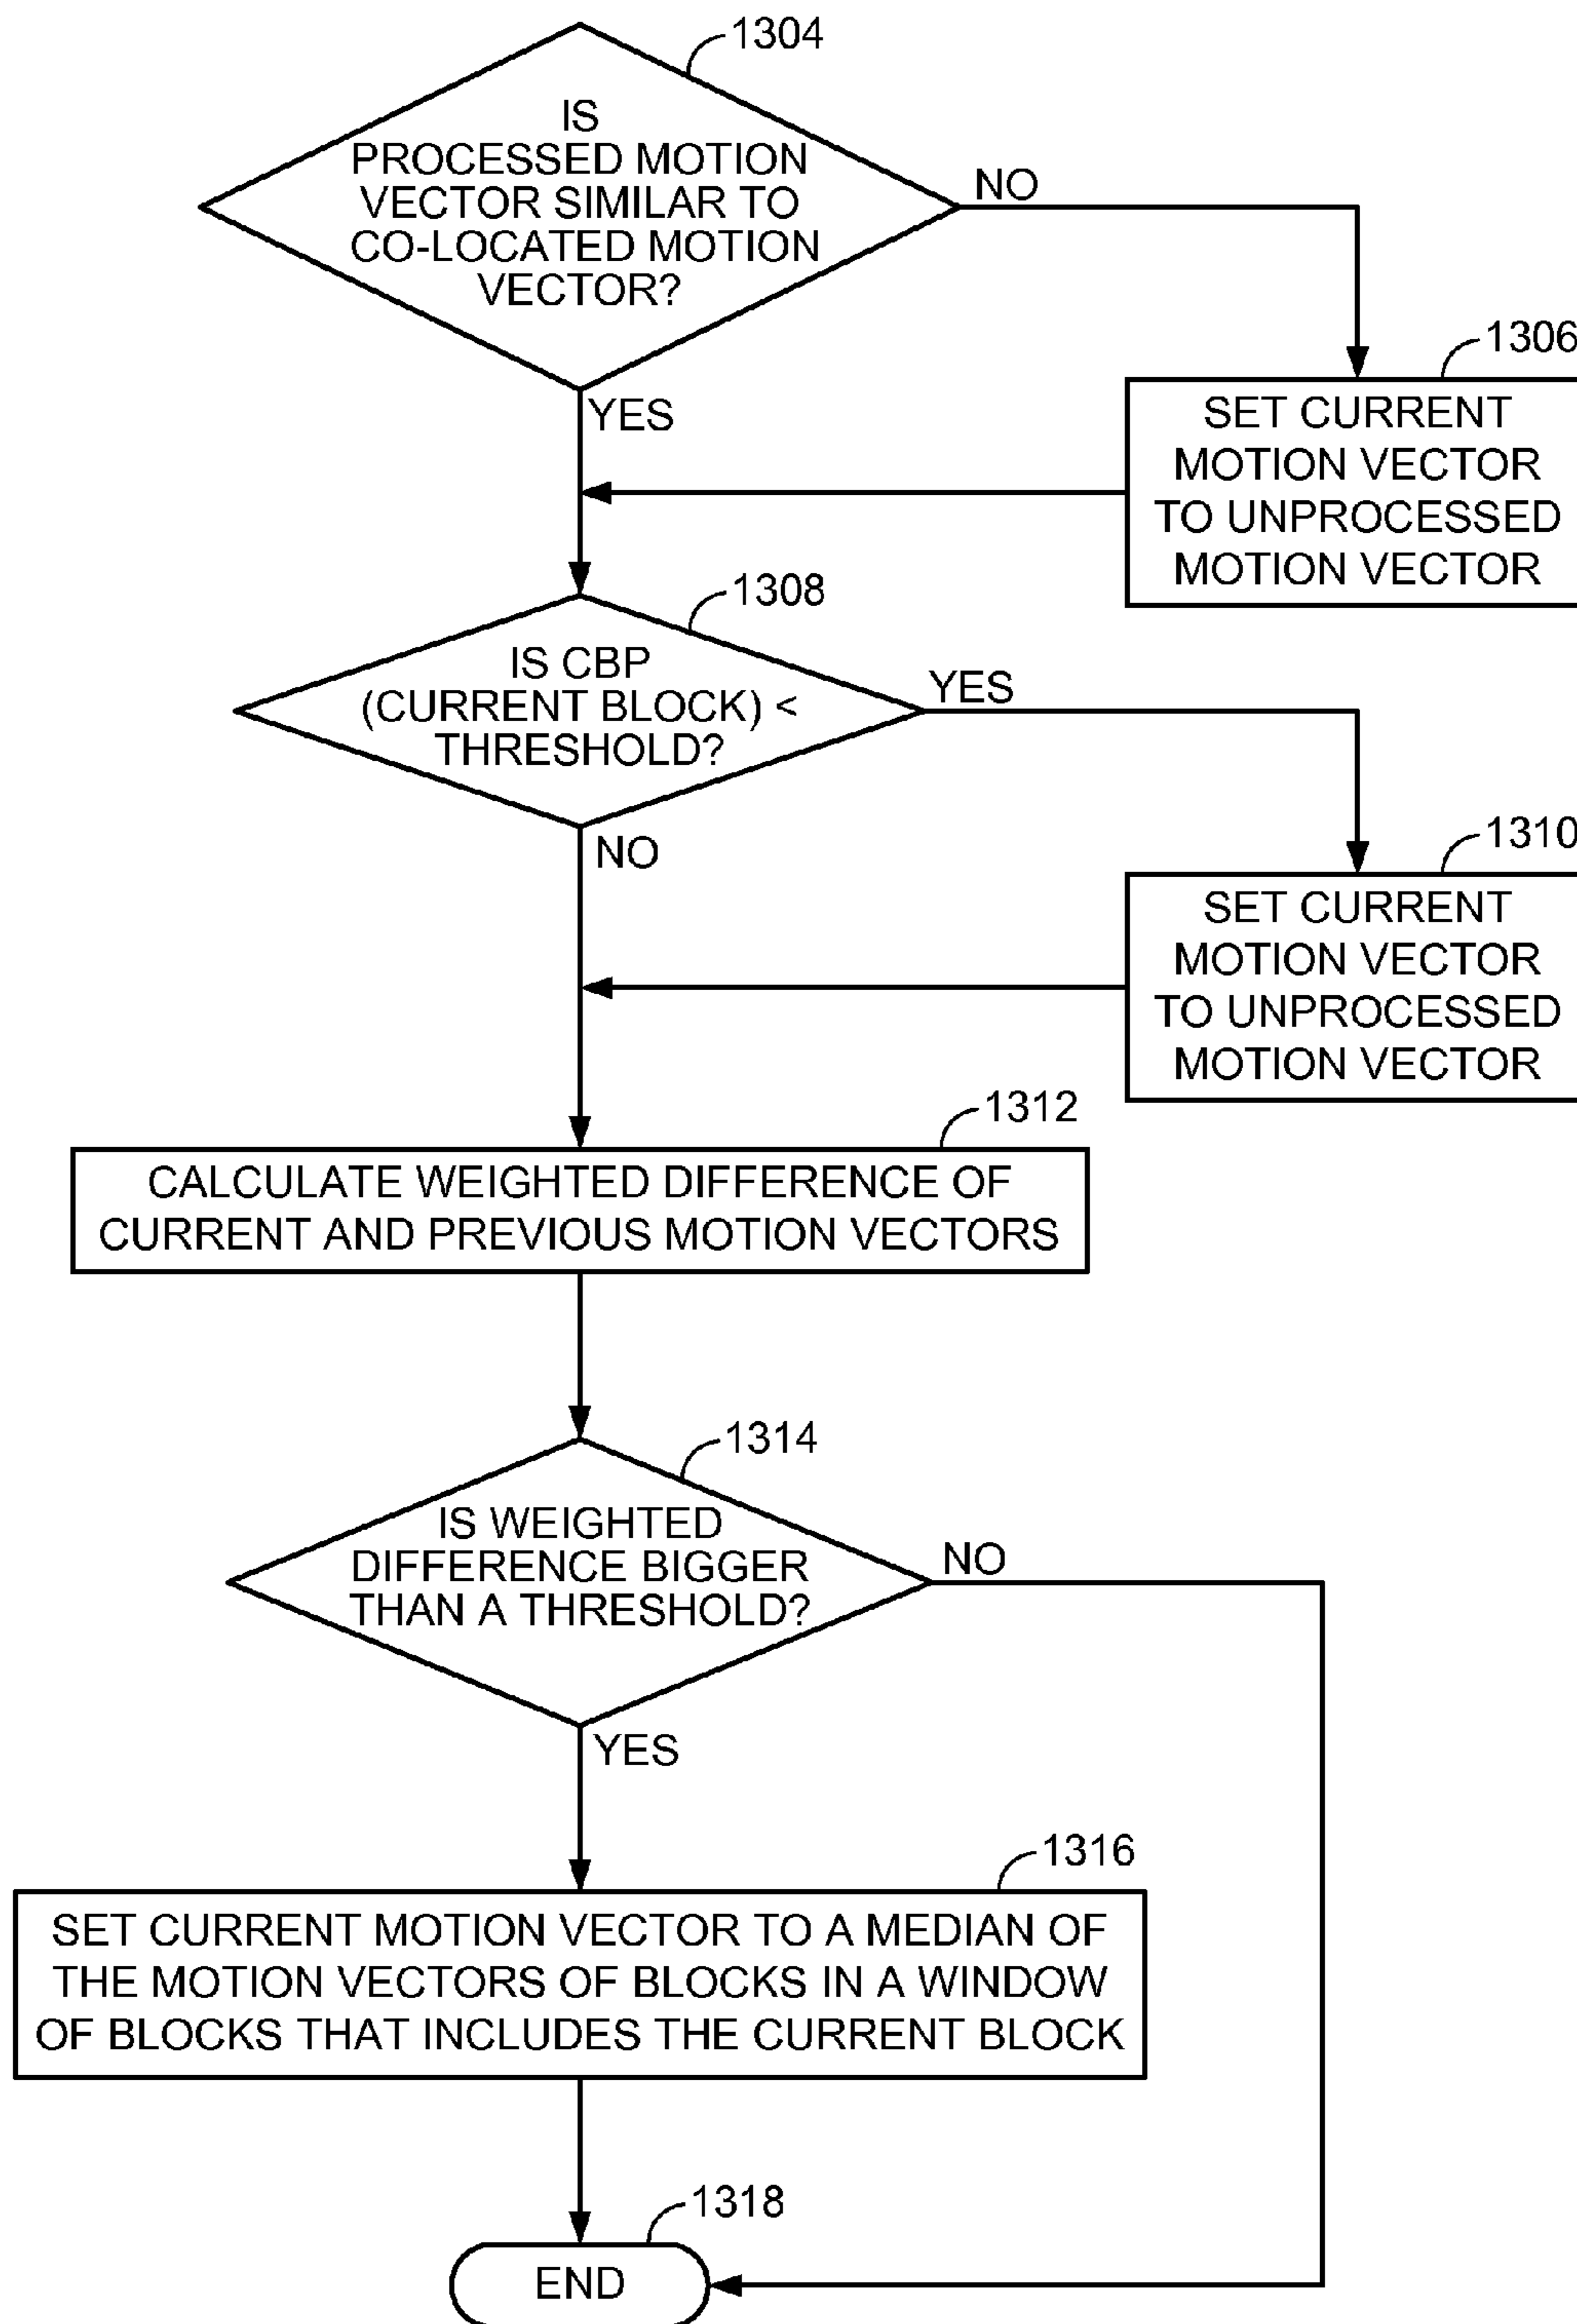 1304
IS
PROCESSED MOTION
VECTOR SIMILAR TO
CO-LOCATED MOTION
VECTOR?
NO
YES
1306
SET CURRENT
MOTION VECTOR
TO UNPROCESSED
MOTION VECTOR
1308
IS CBP
(CURRENT BLOCK) <
THRESHOLD?
YES
NO
1310
SET CURRENT
MOTION VECTOR
TO UNPROCESSED
MOTION VECTOR
1312
CALCULATE WEIGHTED DIFFERENCE OF
CURRENT AND PREVIOUS MOTION VECTORS
1314
IS WEIGHTED
DIFFERENCE BIGGER
THAN A THRESHOLD?
NO
YES
1316
SET CURRENT MOTION VECTOR TO A MEDIAN OF
THE MOTION VECTORS OF BLOCKS IN A WINDOW
OF BLOCKS THAT INCLUDES THE CURRENT BLOCK
1318
END